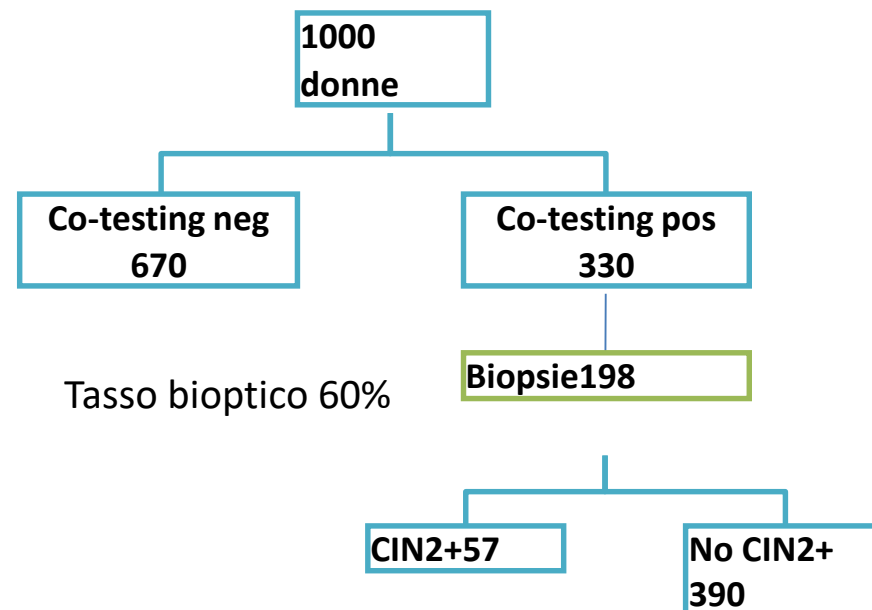 1000
donne
Co-testing neg
670
Co-testing pos
330
Tasso bioptico 60%
Biopsie198
CIN2+57
No CIN2+
390